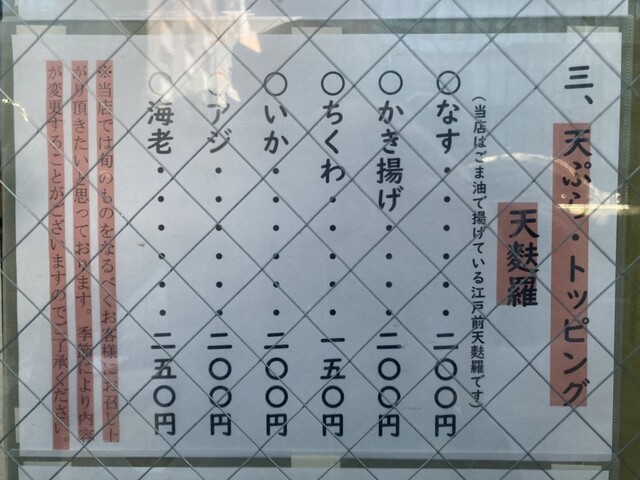 三、天ぷら・トッピング
天麩羅
(当店はごま油で揚げている江戸前天麩羅です)
○なす・・・・・二〇〇円
○かき揚げ・・・・二〇〇円
○ちくわ・・・・・一五〇円
○いか・・・・・・二〇〇円
○アジ・・・・・・二〇〇円
○海老・・・・・・二五〇円
※当店では旬のものをなるべくお客様にお召し上
がり頂きたいと思っております。季節により内容
が変更することがございますのでご了承ください。